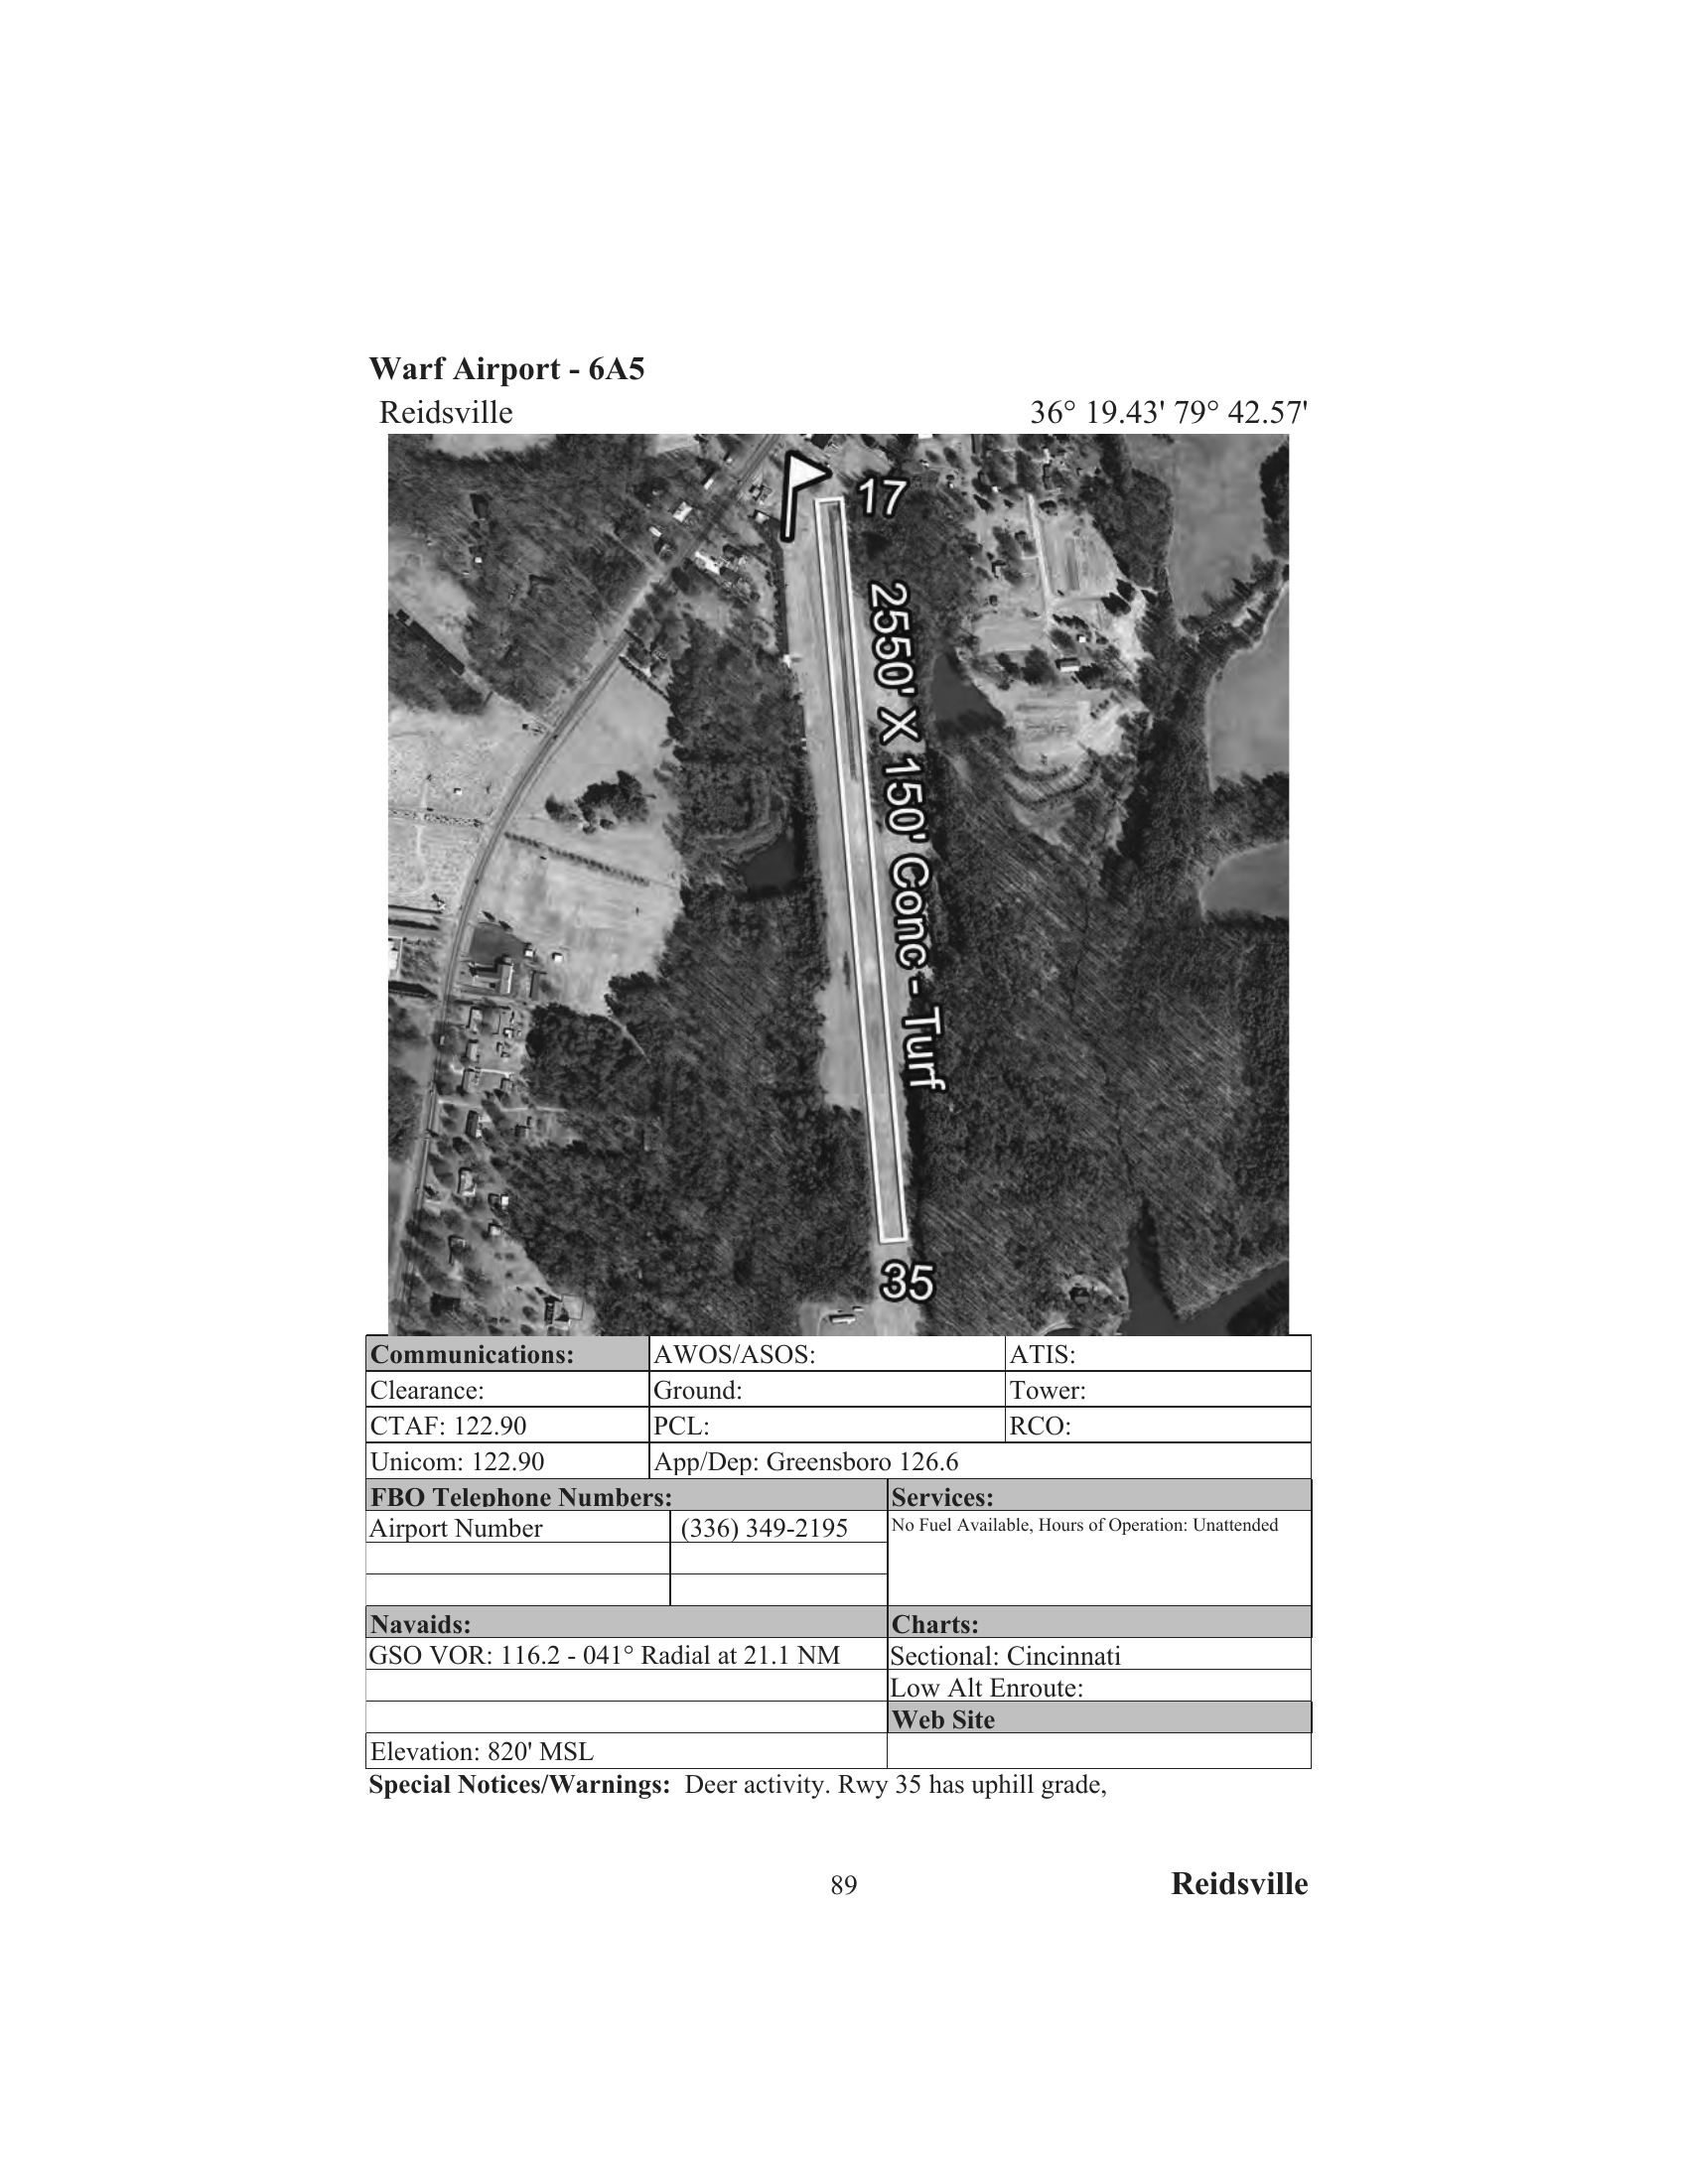 Warf Airport - 6A5
Reidsville 36° 19.43' 79° 42.57'
17
2550' X 150' Conc - Turf
35
Communications: AWOS/ASOS: ATIS:
Clearance: Ground: Tower:
CTAF: 122.90 PCL: RCO:
Unicom: 122.90 App/Dep: Greensboro 126.6
FBO Telephone Numbers: Services:
Airport Number (336) 349-2195 No Fuel Available, Hours of Operation: Unattended
Navaids: Charts:
GSO VOR: 116.2 - 041° Radial at 21.1 NM Sectional: Cincinnati
Low Alt Enroute:
Web Site
Elevation: 820' MSL
Special Notices/Warnings: Deer activity. Rwy 35 has uphill grade,
89 Reidsville